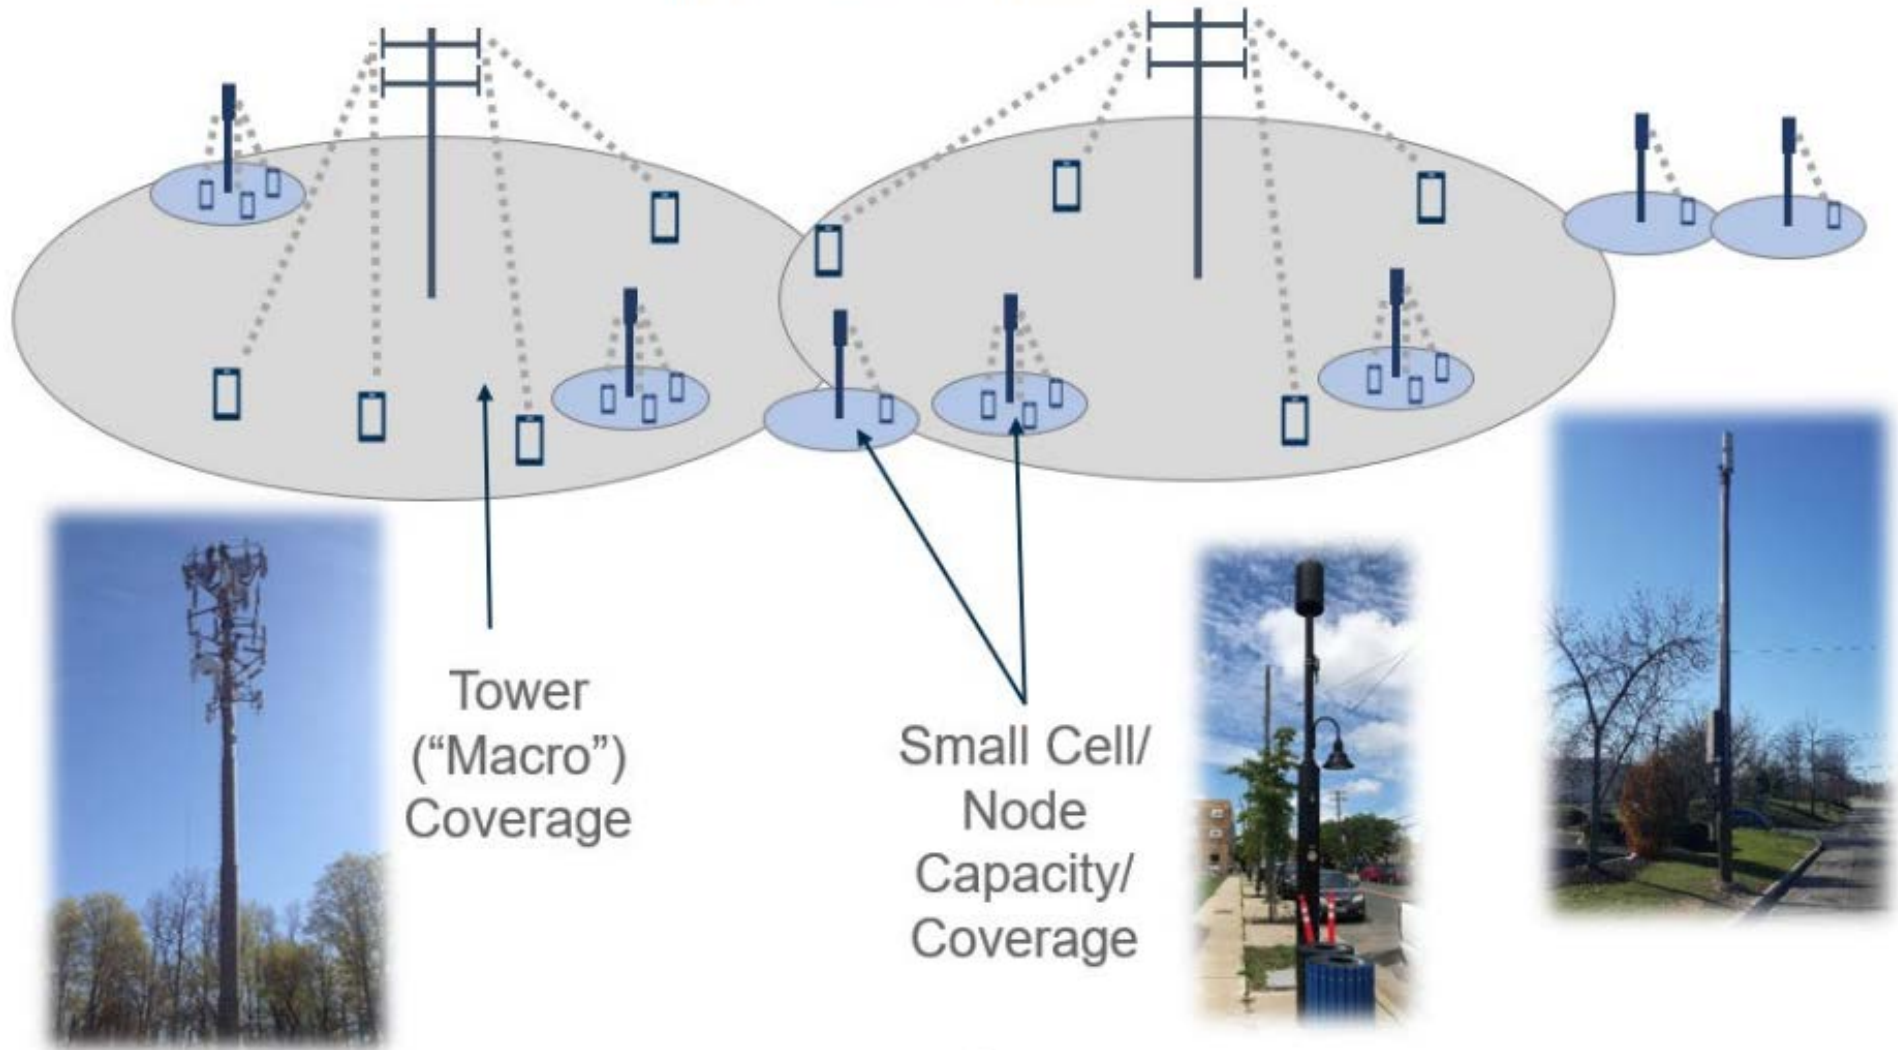 Tower
(“Macro”)
Coverage
Small Cell/
Node
Capacity/
Coverage